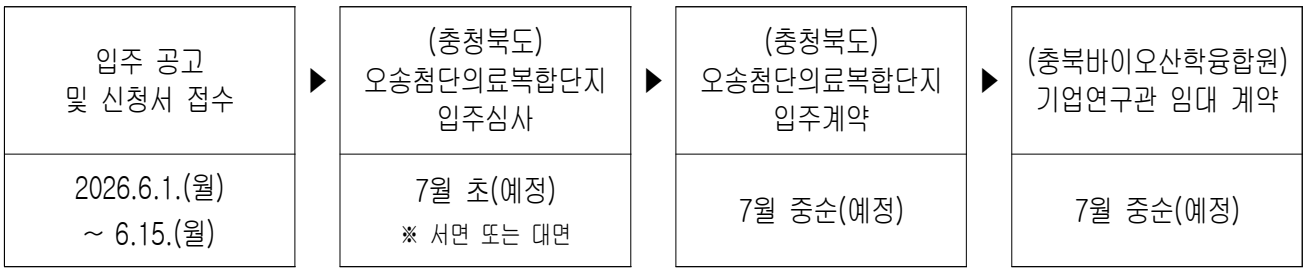 입주 공고
및 신청서 접수
▶
(충청북도)
오송첨단의료복합단지
입주심사
▶
(충청북도)
오송첨단의료복합단지
입주계약
▶
(충북바이오산학융합원)
기업연구관 임대 계약
2026.6.1.(월)
~ 6.15.(월)
7월 초(예정)
※ 서면 또는 대면
7월 중순(예정)
7월 중순(예정)